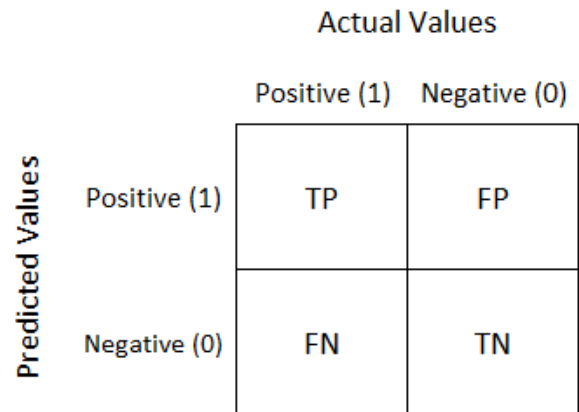 Actual Values
Positive (1) Negative (0)
Predicted Values
Positive (1) TP FP
Negative (0) FN TN